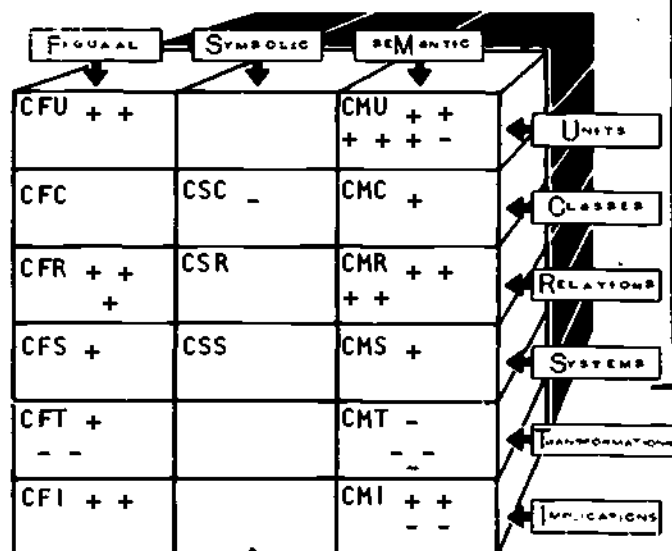 FIGUAAL SYMBOLIC SEMANTIC
CFU + + CMU + +
+ + + - UNITS
CFC CSC - CMC + CLASSES
CFR + + CSR CMR + +
+ + + RELATIONS
CFS + CSS CMS + SYSTEMS
CFT + CMT -
- - - - TRANSFORMATIONS
CFI + + CMI + +
- - IMPLICATIONS